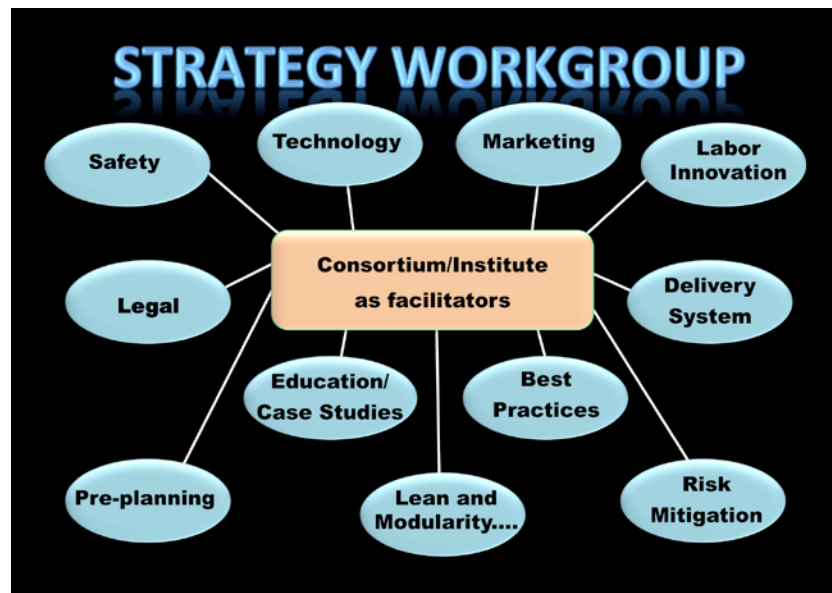 STRATEGY WORKGROUP
Safety
Technology
Marketing
Labor
Innovation
Consortium/Institute
as facilitators
Legal
Delivery
System
Education/
Case Studies
Best
Practices
Pre-planning
Lean and
Modularity....
Risk
Mitigation